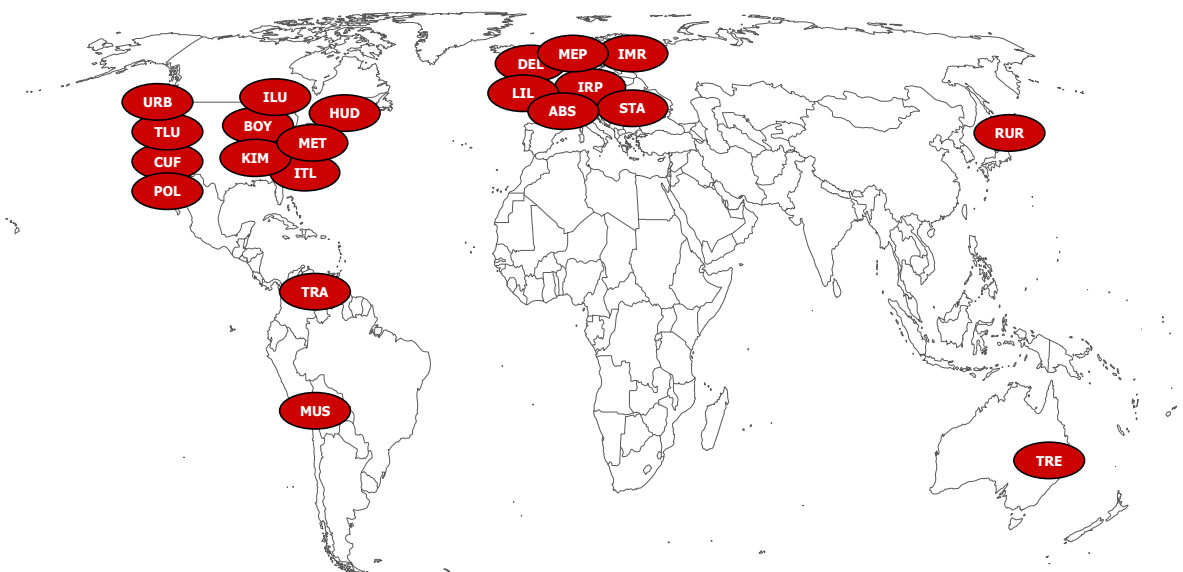 MEP
IMR
DEL
IRP
LIL
ABS
STA
URB
ILU
HUD
TLU
BOY
MET
RUR
CUF
KIM
ITL
POL
TRA
MUS
TRE